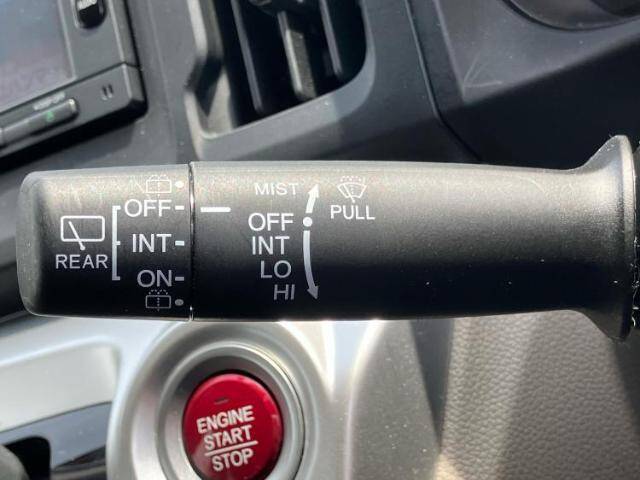 REAR
OFF
INT
ON
MIST
OFF
INT
LO
HI
PULL
ENGINE
START
STOP